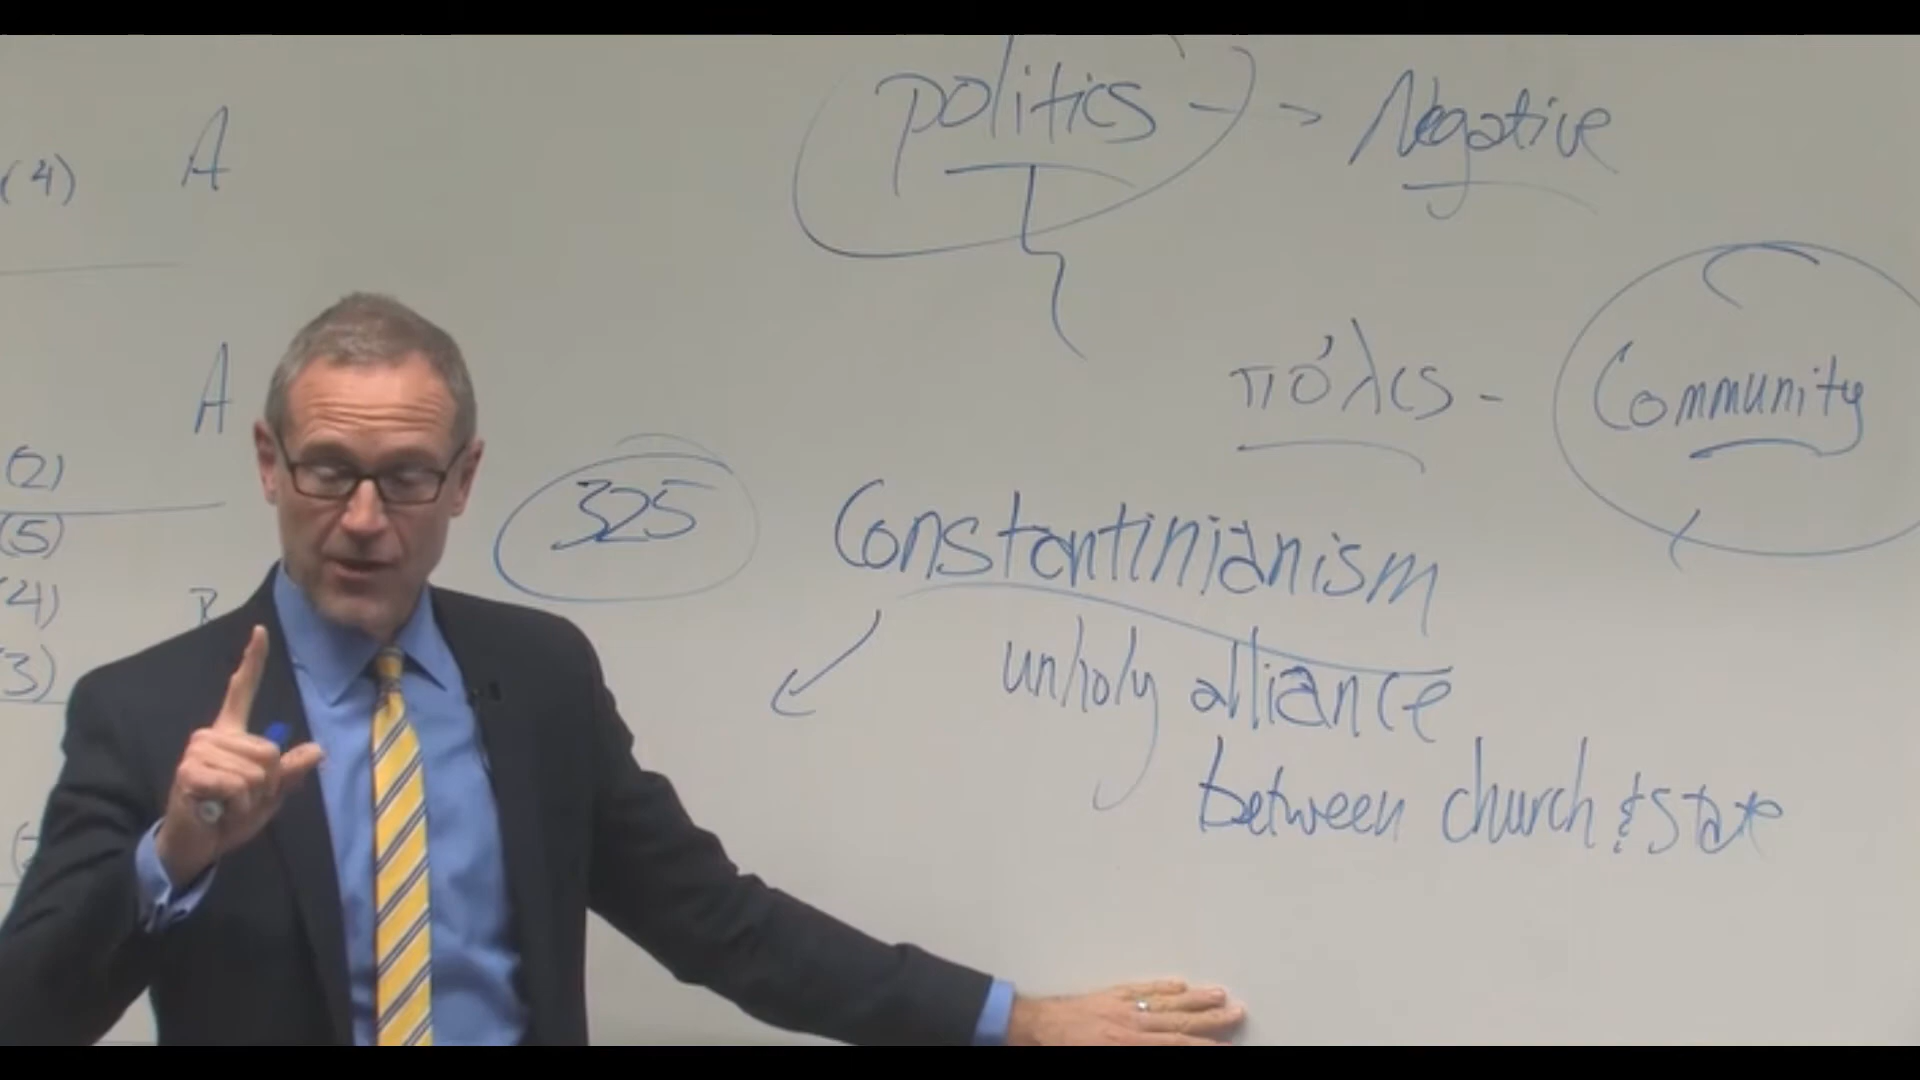 politics -> Negative
(4) A
πόλις - Community
A
(2)
325 Constantinianism
(5)
(4)
(3)
unholy alliance
between church & state